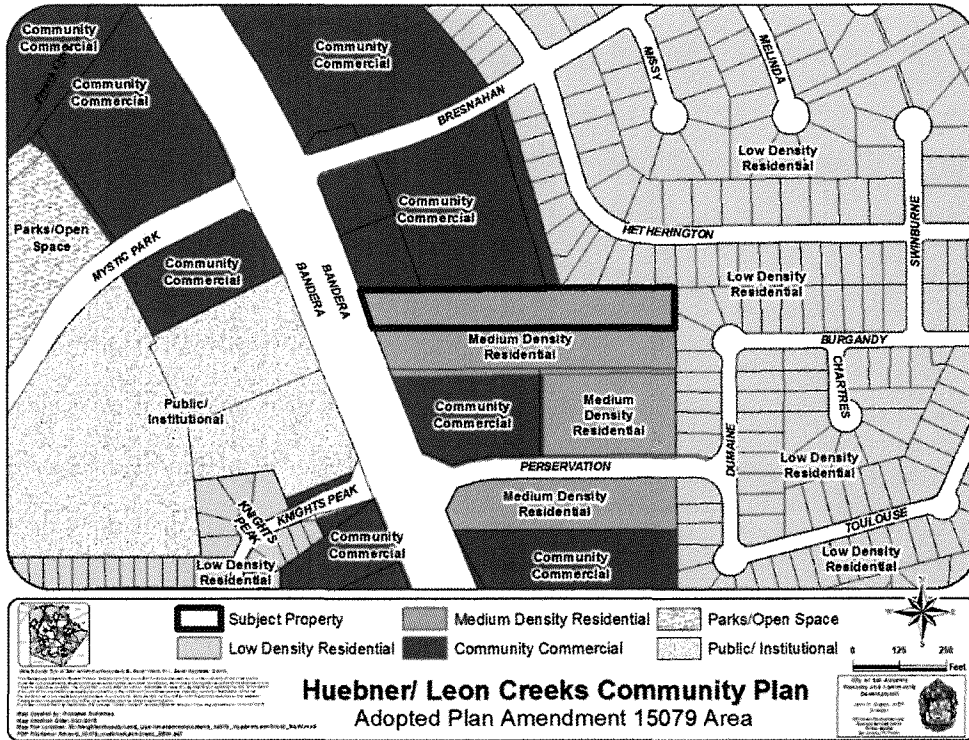 Community
Commercial
Community
Commercial
Community
Commercial
BRESNAHAN
MISSY
MELINDA
Low Density
Residential
Parks/Open
Space
MYSTIC PARK
Community
Commercial
Community
Commercial
HETHERINGTON
SWINBURNE
BANDERA
BANDERA
Low Density
Residential
Medium Density
Residential
BURGANDY
CHARTRES
Public/
Institutional
Community
Commercial
Medium
Density
Residential
DUMAINE
Low Density
Residential
PERSERVATION
KNIGHTS PEAK
KNIGHTS
PEAK
Medium Density
Residential
TOULOUSE
Community
Commercial
Low Density
Residential
Community
Commercial
Low Density
Residential
Subject Property
Medium Density Residential
Parks/Open Space
Low Density Residential
Community Commercial
Public/ Institutional
0 125 250
Feet
Huebner/ Leon Creeks Community Plan
Adopted Plan Amendment 15079 Area